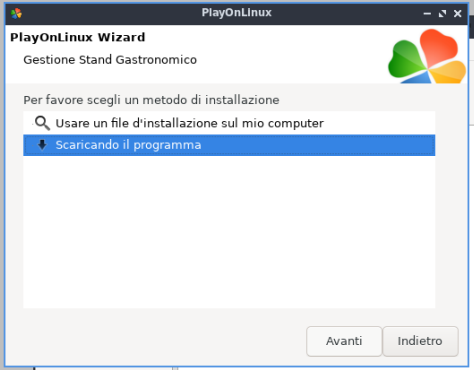 PlayOnLinux
PlayOnLinux Wizard
Gestione Stand Gastronomico
Per favore scegli un metodo di installazione
Usare un file d'installazione sul mio computer
Scaricando il programma
Avanti
Indietro